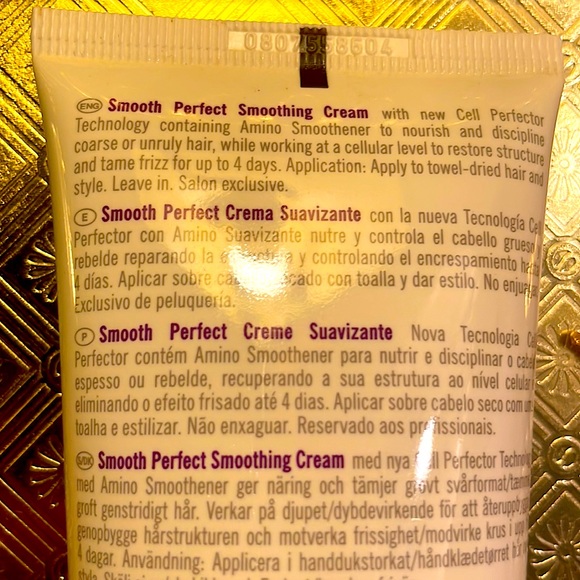 0807558604
ENG Smooth Perfect Smoothing Cream with new Cell Perfector
Technology containing Amino Smoothener to nourish and discipline
coarse or unruly hair, while working at a cellular level to restore structure
and tame frizz for up to 4 days. Application: Apply to towel-dried hair and
style. Leave in. Salon exclusive.
E Smooth Perfect Crema Suavizante con la nueva Tecnología Cell
Perfector con Amino Suavizante nutre y controla el cabello grueso
rebelde reparando la y controlando el encrespamiento
4 días. Aplicar sobre secado con toalla y dar estilo. No
Exclusivo de peluquería.
P Smooth Perfect Creme Suavizante Nova Tecnologia
Perfector contém Amino Smoothener para nutrir e disciplinar o
espesso ou rebelde, recuperando a sua estrutura ao nível celular
eliminando o efeito frisado até 4 dias. Aplicar sobre cabelo seco com
toalha e estilizar. Não enxaguar. Reservado aos profissionais.
S/DK Smooth Perfect Smoothing Cream med nya Cell Perfector
med Amino Smoothener ger näring och tämjer grovt svårformat/
groft genstridigt hår. Verkar på djupet/dybdevirkende för att
genopbygge hårstrukturen och motverka frissighet/modvirke krus i
4 dagar. Användning: Applicera i handdukstorkat/håndklædetørret